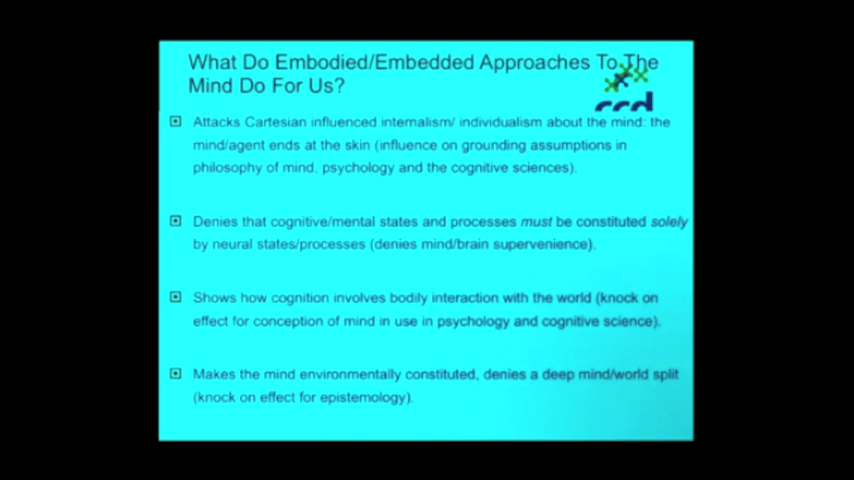 What Do Embodied/Embedded Approaches To The
Mind Do For Us?
ccd
Attacks Cartesian influenced internalism/ individualism about the mind: the
mind/agent ends at the skin (influence on grounding assumptions in
philosophy of mind, psychology and the cognitive sciences).
Denies that cognitive/mental states and processes must be constituted solely
by neural states/processes (denies mind/brain supervenience).
Shows how cognition involves bodily interaction with the world (knock on
effect for conception of mind in use in psychology and cognitive science).
Makes the mind environmentally constituted, denies a deep mind/world split
(knock on effect for epistemology).